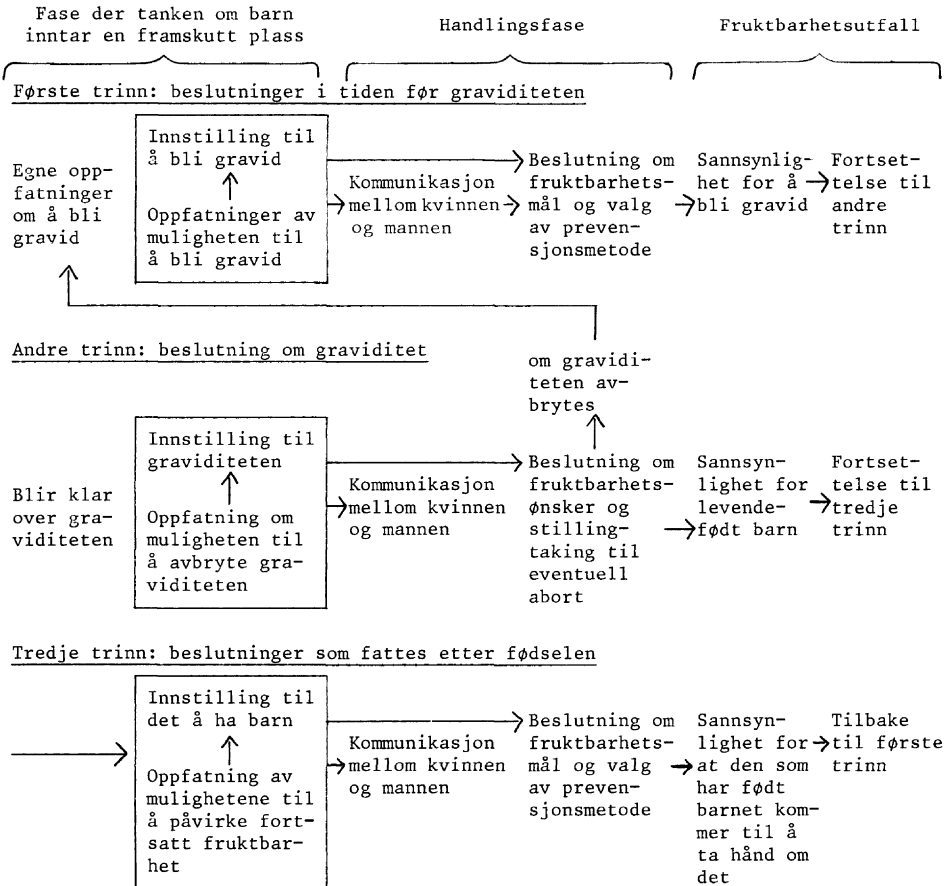 Fase der tanken om barn
inntar en framskutt plass
Handlingsfase
Fruktbarhetsutfall
Første trinn: beslutninger i tiden før graviditeten
Egne opp-
fatninger
om å bli
gravid
Innstilling til
å bli gravid
Oppfatninger av
muligheten til
å bli gravid
Kommunikasjon
mellom kvinnen
og mannen
Beslutning om
fruktbarhets-
mål og valg
av preven-
sjonsmetode
Sannsynlig-
het for å
bli gravid
Fortset-
telse til
andre
trinn
Andre trinn: beslutning om graviditet
om gravidi-
teten av-
brytes
Blir klar
over gra-
viditeten
Innstilling til
graviditeten
Oppfatning om
muligheten til
å avbryte gra-
viditeten
Kommunikasjon
mellom kvinnen
og mannen
Beslutning om
fruktbarhets-
ønsker og
stilling-
taking til
eventuell
abort
Sannsyn-
lighet for
levende-
født barn
Fortset-
telse til
tredje
trinn
Tredje trinn: beslutninger som fattes etter fødselen
Innstilling til
det å ha barn
Oppfatning av
mulighetene til
å påvirke fort-
satt fruktbar-
het
Kommunikasjon
mellom kvinnen
og mannen
Beslutning om
fruktbarhets-
mål og valg
av preven-
sjonsmetode
Sannsyn-
lighet for
at den som
har født
barnet kom-
mer til å
ta hånd om
det
Tilbake
til første
trinn